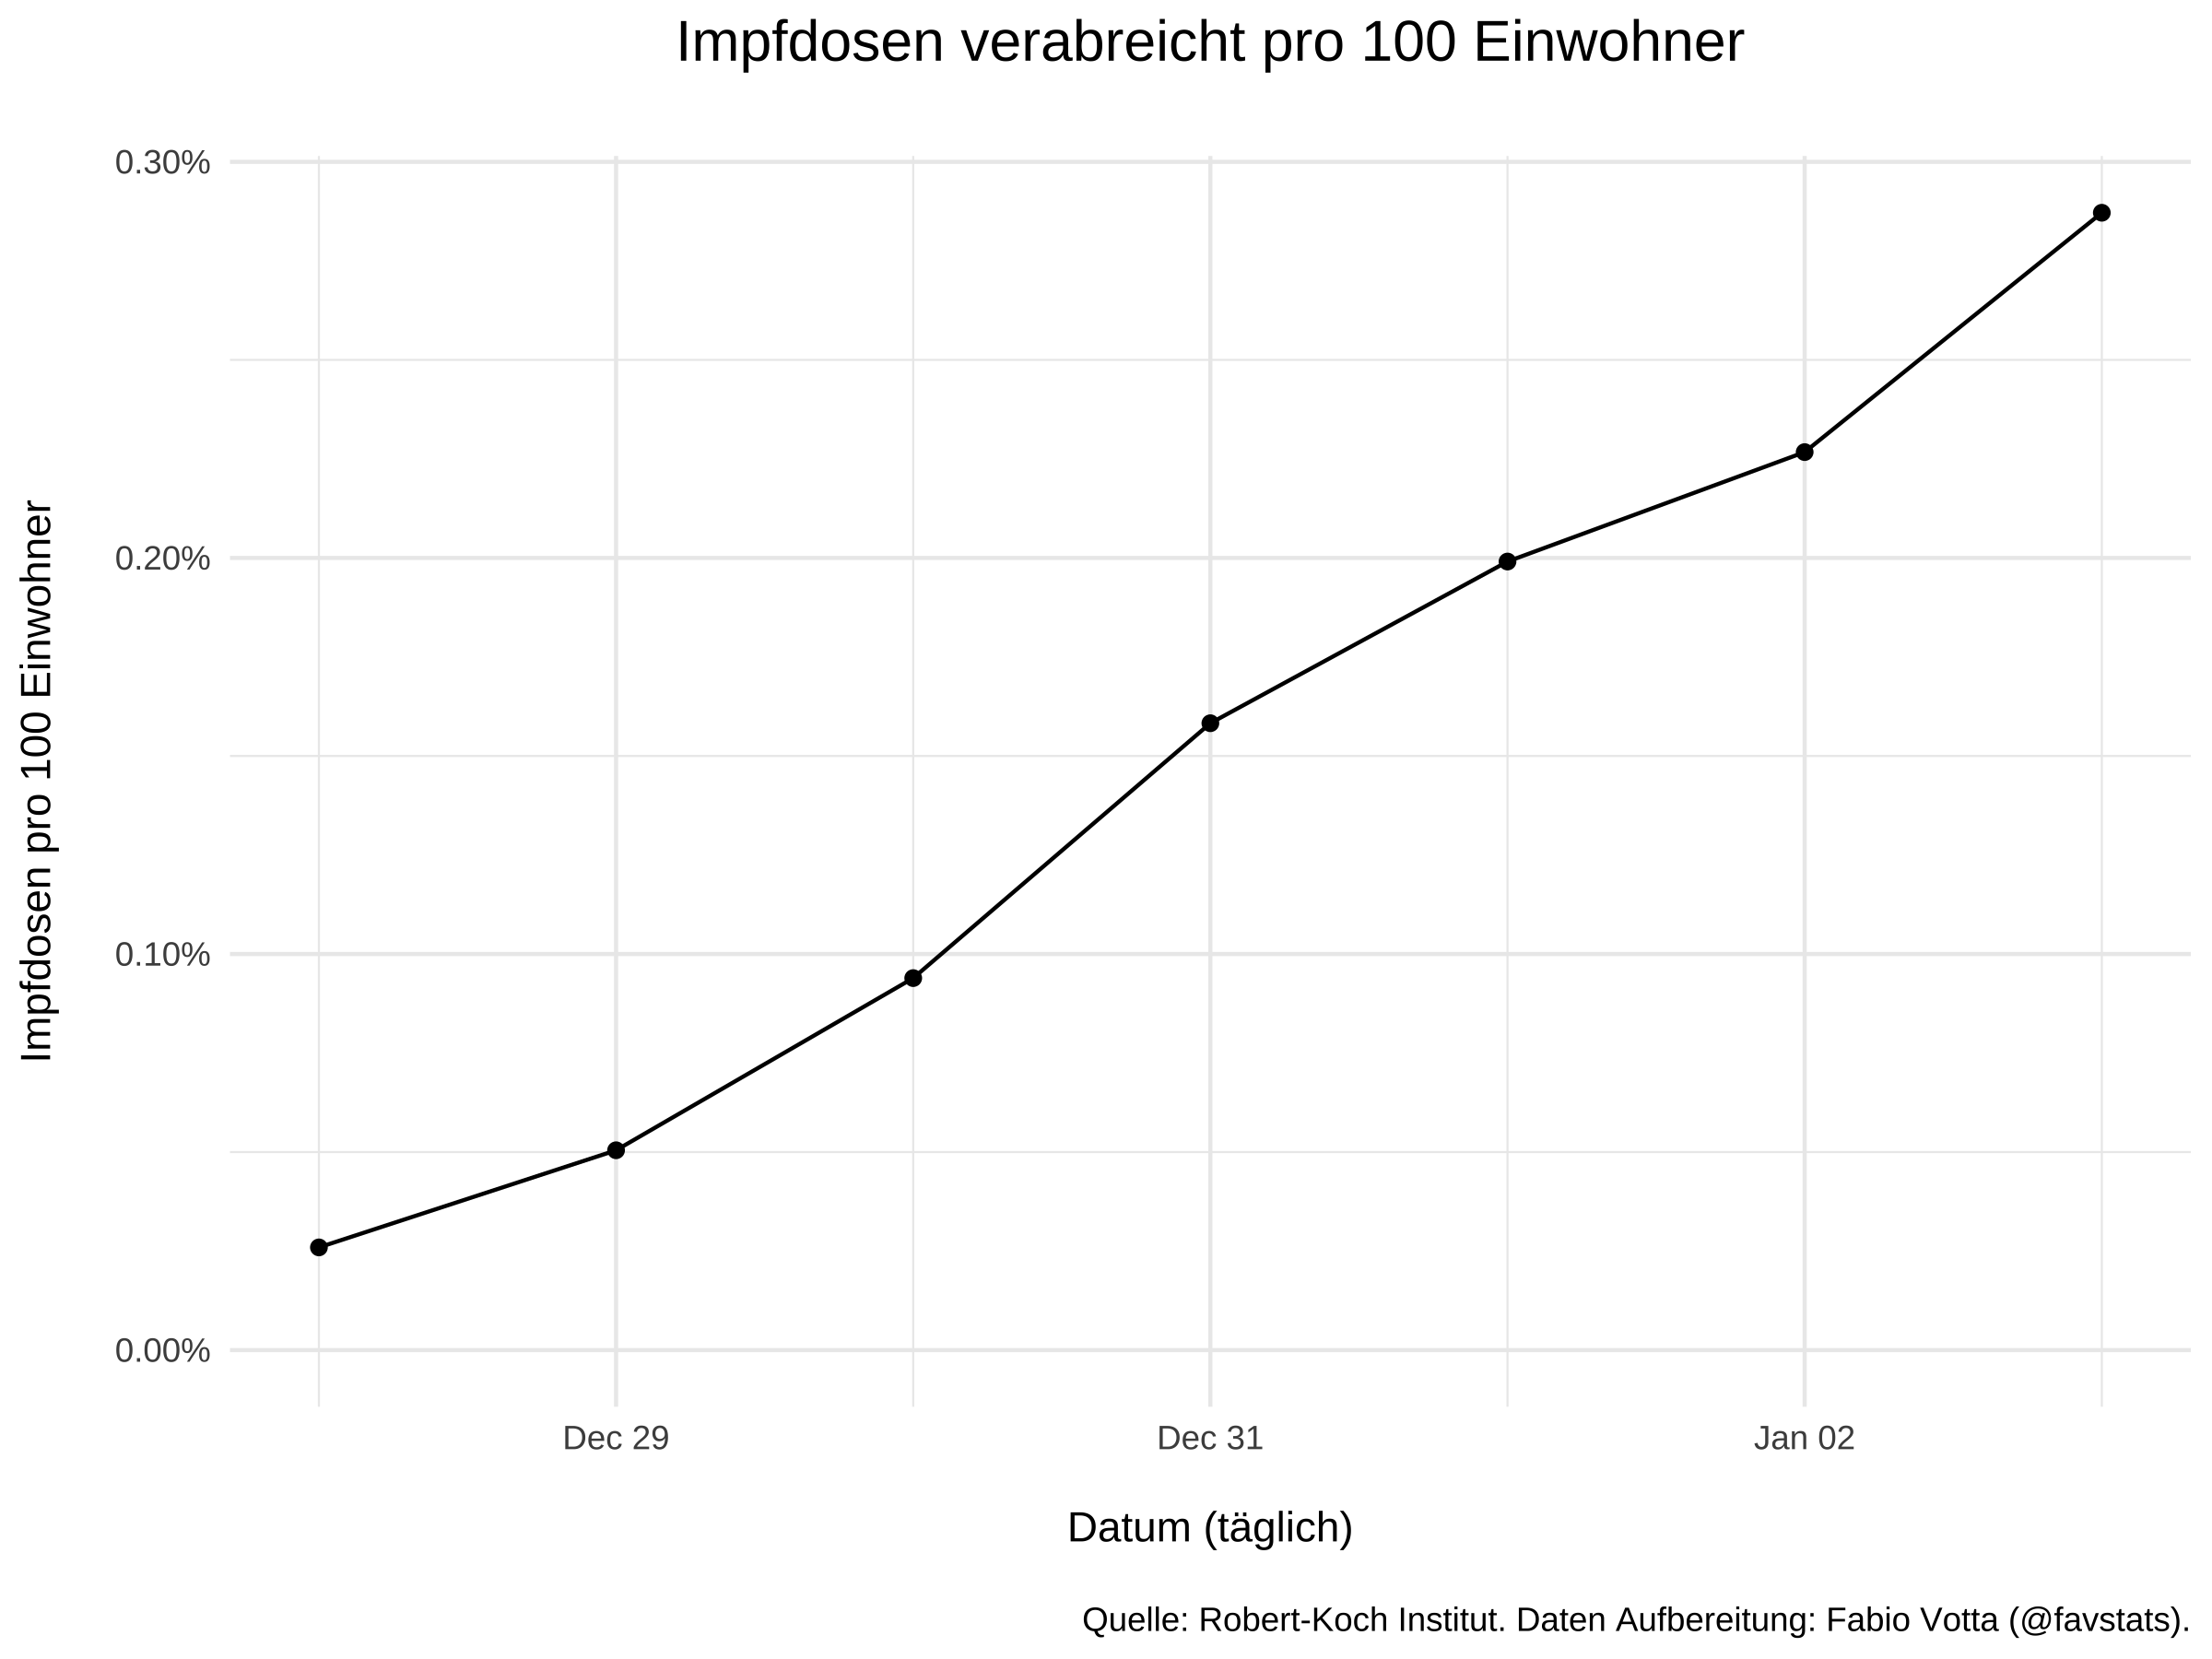 Impfdosen verabreicht pro 100 Einwohner
Impfdosen pro 100 Einwohner
0.30%
0.20%
0.10%
0.00%
Dec 29
Dec 31
Jan 02
Datum (täglich)
Quelle: Robert-Koch Institut. Daten Aufbereitung: Fabio Votta (@favstats).